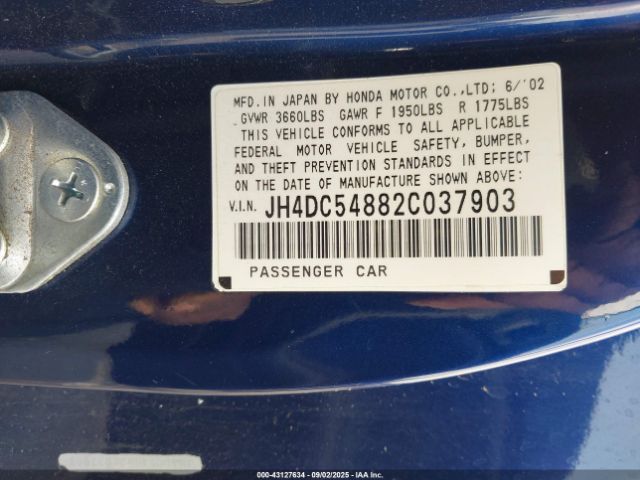 MFD. IN JAPAN BY HONDA MOTOR CO.,LTD; 6/'02
GVWR 3660LBS GAWR F 1950LBS R 1775LBS
THIS VEHICLE CONFORMS TO ALL APPLICABLE
FEDERAL MOTOR VEHICLE SAFETY, BUMPER,
AND THEFT PREVENTION STANDARDS IN EFFECT
ON THE DATE OF MANUFACTURE SHOWN ABOVE:
V.I.N. JH4DC54882C037903
PASSENGER CAR
00-43127634 - 09/02/2025 - IAA Inc.